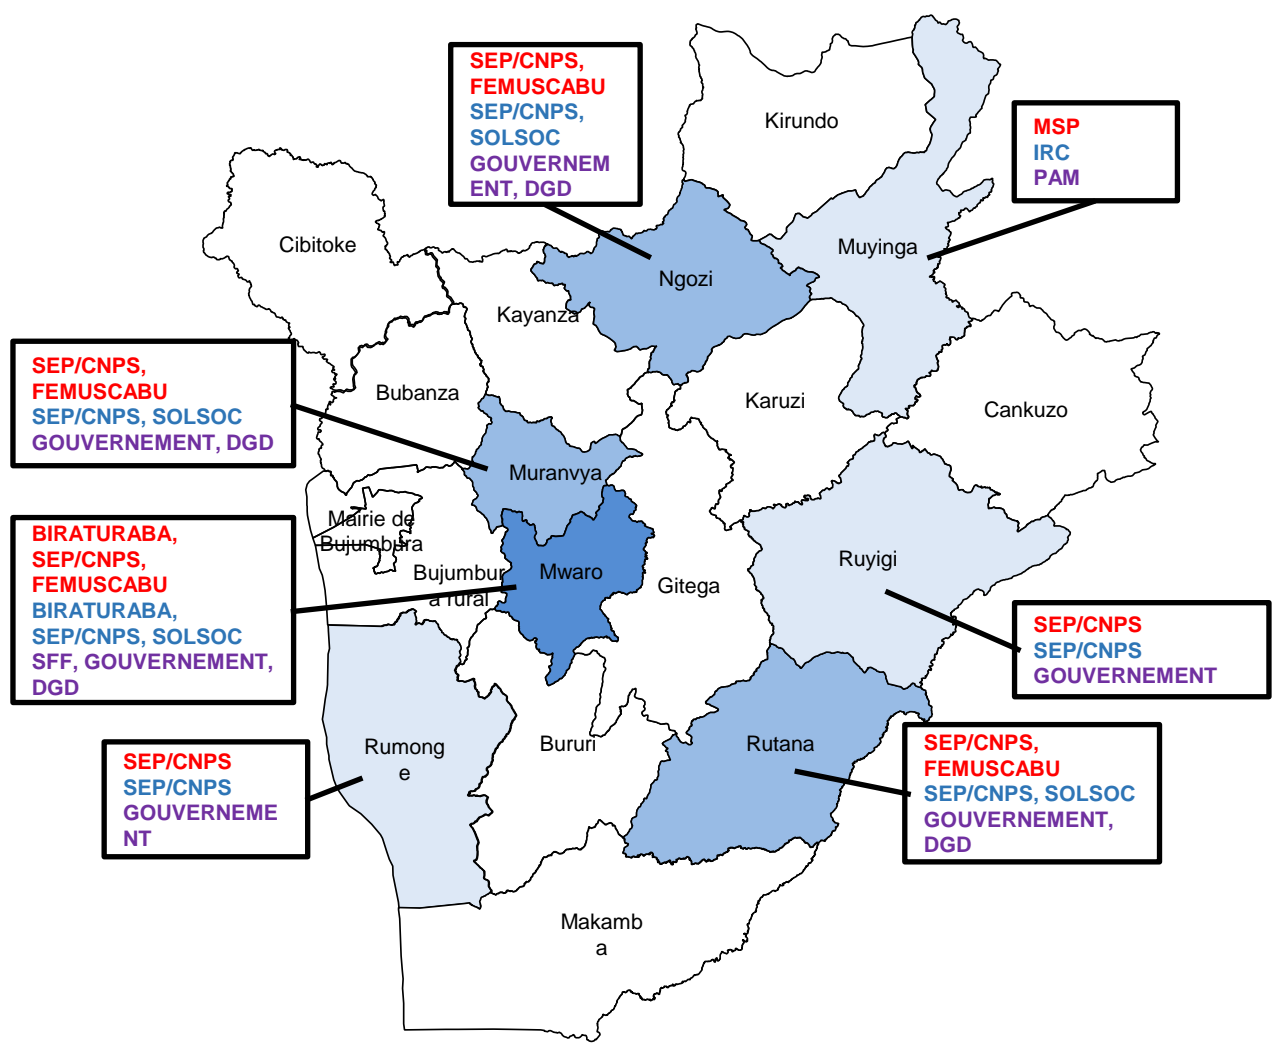 SEP/CNPS,
FEMUSCABU
SEP/CNPS,
SOLSOC
GOUVERNEM
ENT, DGD
Kirundo
MSP
IRC
PAM
Cibitoke
Muyinga
Ngozi
Kayanza
SEP/CNPS,
FEMUSCABU
SEP/CNPS, SOLSOC
GOUVERNEMENT, DGD
Bubanza
Karuzi
Cankuzo
Muranvya
Mairie de
Bujumbura
BIRATURABA,
SEP/CNPS,
FEMUSCABU
BIRATURABA,
SEP/CNPS, SOLSOC
SFF, GOUVERNEMENT,
DGD
Bujumbur
a rural
Mwaro
Gitega
Ruyigi
SEP/CNPS
SEP/CNPS
GOUVERNEMENT
Rumong
e
Bururi
Rutana
SEP/CNPS
SEP/CNPS
GOUVERNEME
NT
SEP/CNPS,
FEMUSCABU
SEP/CNPS, SOLSOC
GOUVERNEMENT,
DGD
Makamb
a